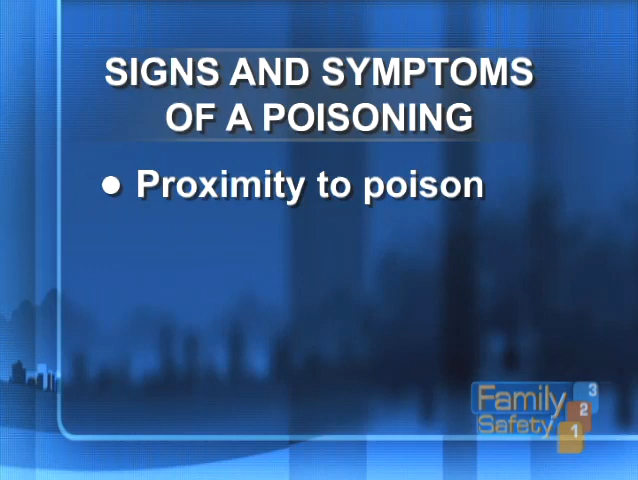 SIGNS AND SYMPTOMS
OF A POISONING
● Proximity to poison
Family 3
Safety 2
1